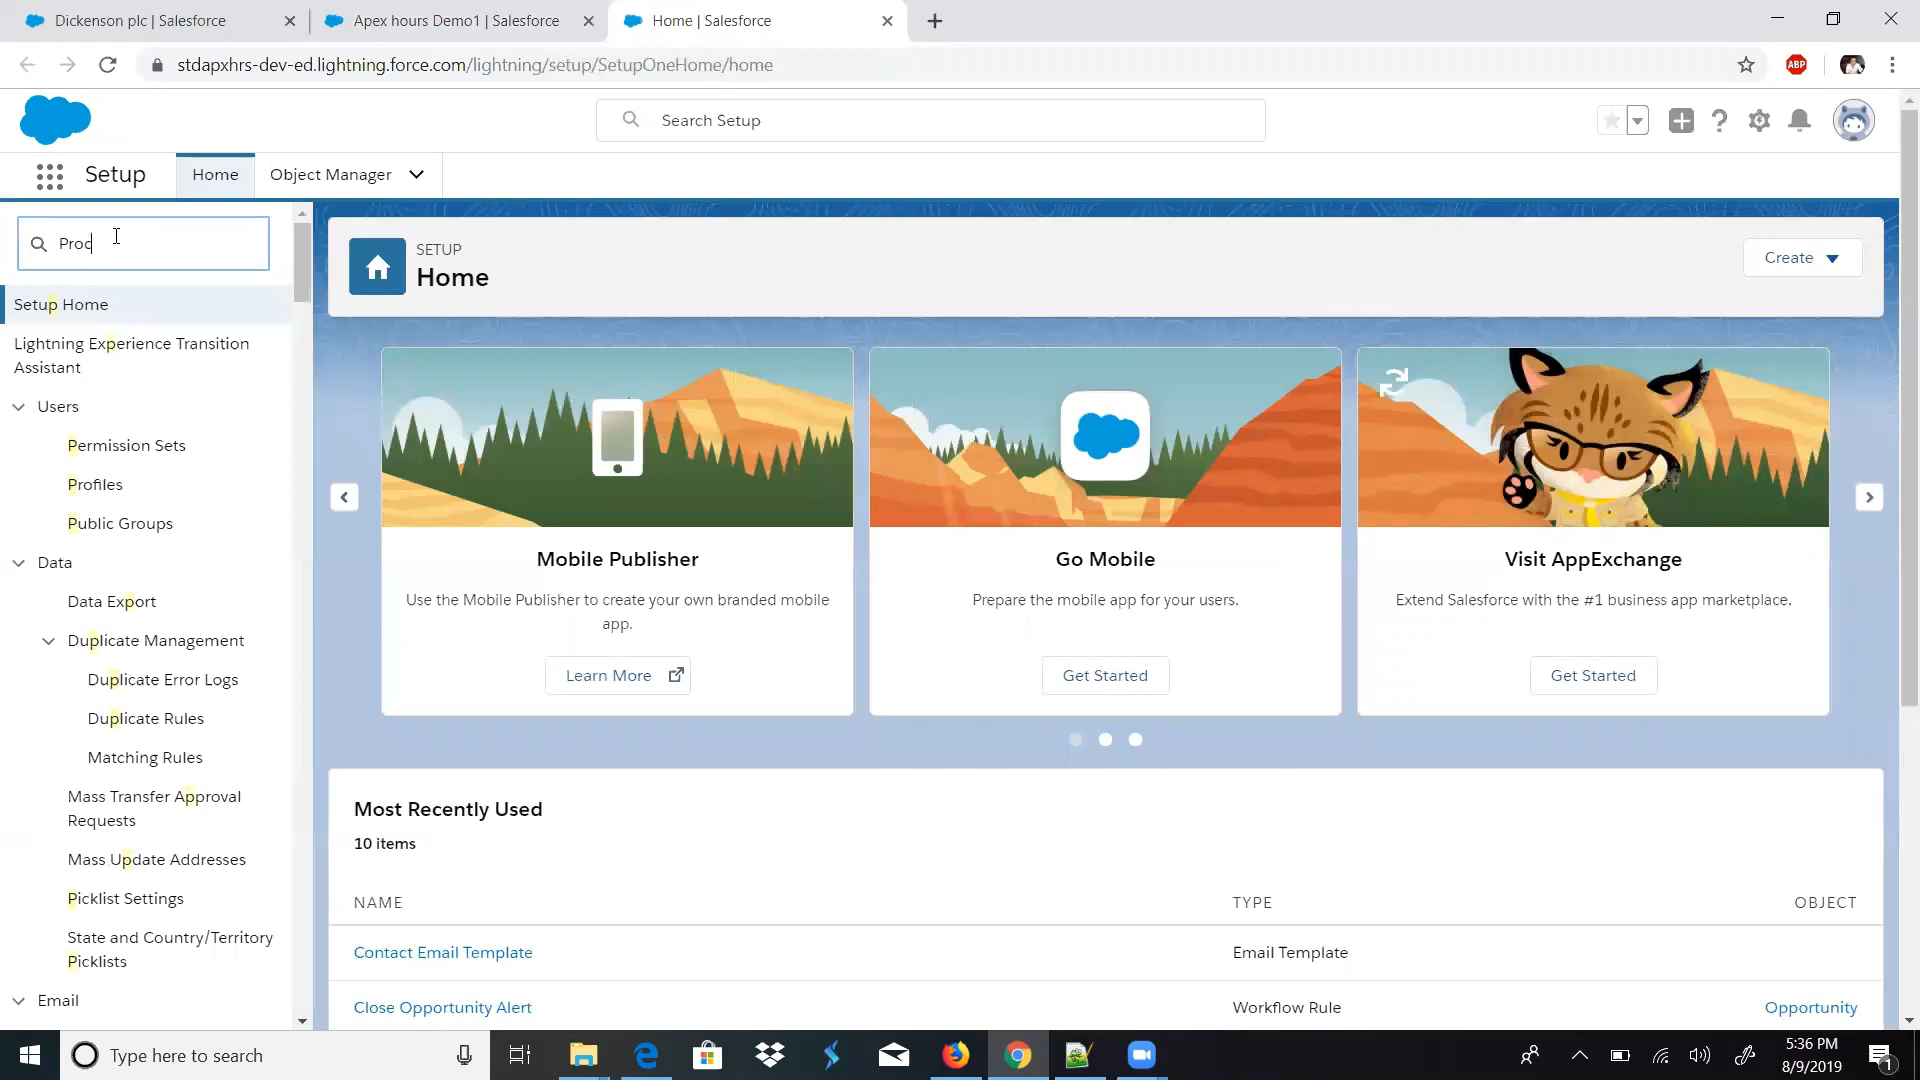 Dickenson plc | Salesforce
Apex hours Demo1 | Salesforce
Home | Salesforce
stdapxhrs-dev-ed.lightning.force.com/lightning/setup/SetupOneHome/home
ABP
Search Setup
Setup
Home
Object Manager
Proc
Setup Home
Lightning Experience Transition
Assistant
Users
Permission Sets
Profiles
Public Groups
Data
Data Export
Duplicate Management
Duplicate Error Logs
Duplicate Rules
Matching Rules
Mass Transfer Approval
Requests
Mass Update Addresses
Picklist Settings
State and Country/Territory
Picklists
Email
SETUP
Home
Create
Mobile Publisher
Use the Mobile Publisher to create your own branded mobile
app.
Learn More
Go Mobile
Prepare the mobile app for your users.
Get Started
Visit AppExchange
Extend Salesforce with the #1 business app marketplace.
Get Started
Most Recently Used
10 items
NAME
TYPE
OBJECT
Contact Email Template
Email Template
Close Opportunity Alert
Workflow Rule
Opportunity
Type here to search
5:36 PM
8/9/2019
1